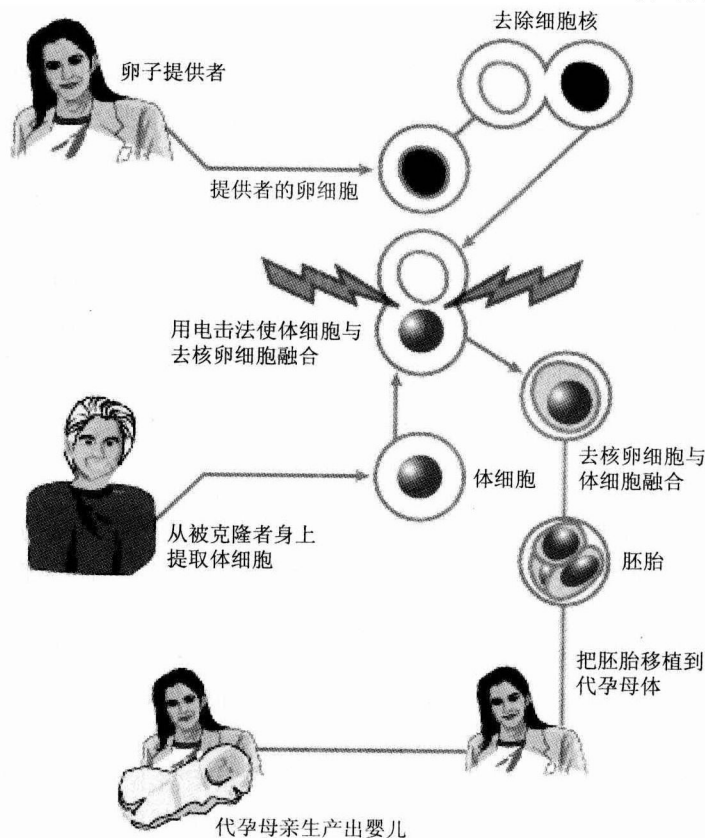 去除细胞核
卵子提供者
提供者的卵细胞
用电击法使体细胞与
去核卵细胞融合
体细胞
去核卵细胞与
体细胞融合
从被克隆者身上
提取体细胞
胚胎
把胚胎移植到
代孕母体
代孕母亲生产出婴儿